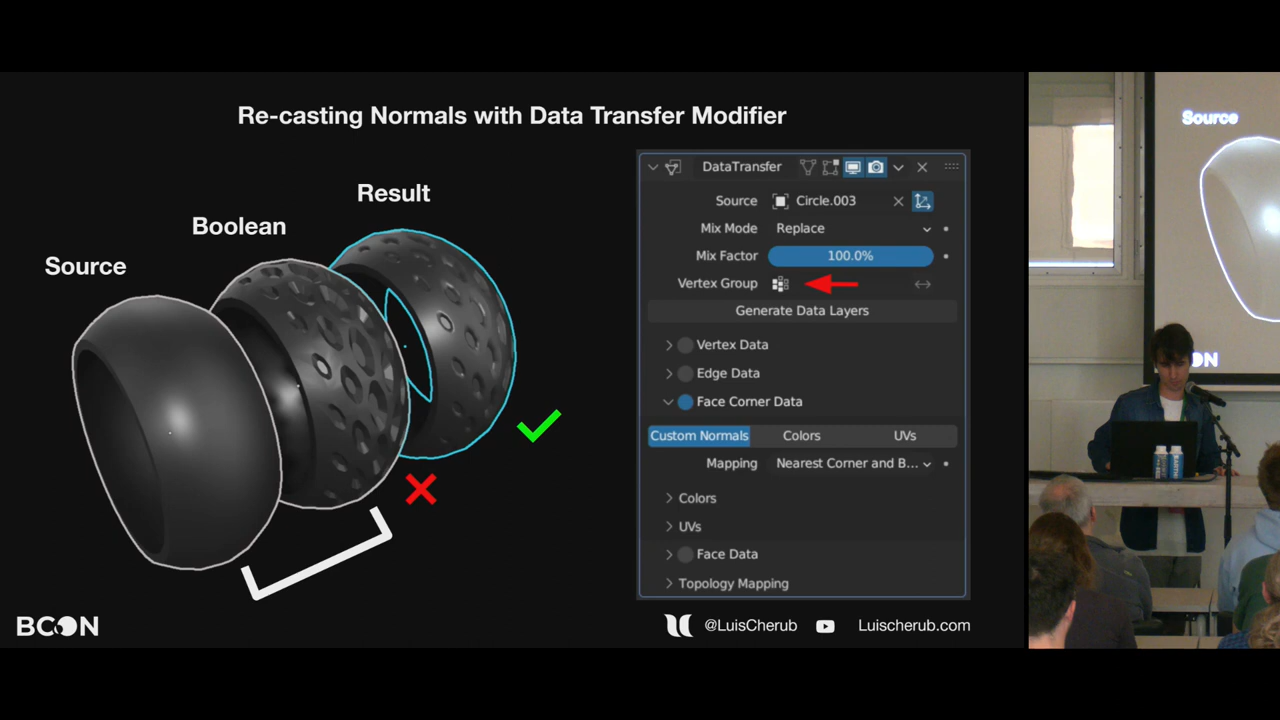 Re-casting Normals with Data Transfer Modifier
Result
Boolean
Source
DataTransfer
Source Circle.003
Mix Mode Replace
Mix Factor 100.0%
Vertex Group
Generate Data Layers
Vertex Data
Edge Data
Face Corner Data
Custom Normals Colors UVs
Mapping Nearest Corner and B...
Colors
UVs
Face Data
Topology Mapping
BCON
@LuisCherub Luischerub.com
Source
ON